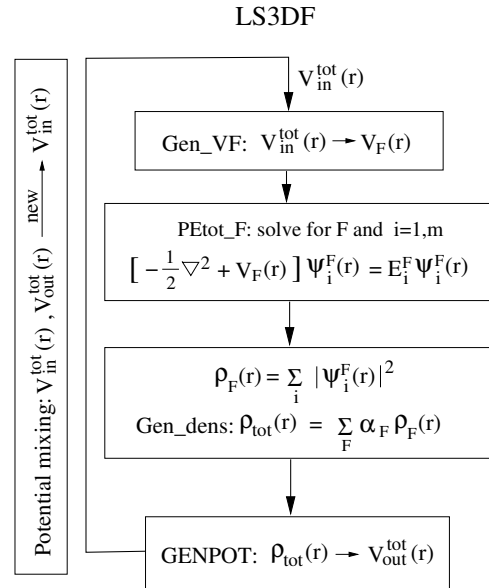 LS3DF
V_in^tot(r)
Gen_VF: V_in^tot(r) → V_F(r)
PEtot_F: solve for F and i=1,m
[ -1/2 ▽² + V_F(r) ] Ψ_i^F(r) = E_i^F Ψ_i^F(r)
ρ_F(r) = Σ_i |Ψ_i^F(r)|²
Gen_dens: ρ_tot(r) = Σ_F α_F ρ_F(r)
GENPOT: ρ_tot(r) → V_out^tot(r)
Potential mixing: V_in^tot(r) , V_out^tot(r) new → V_in^tot(r)